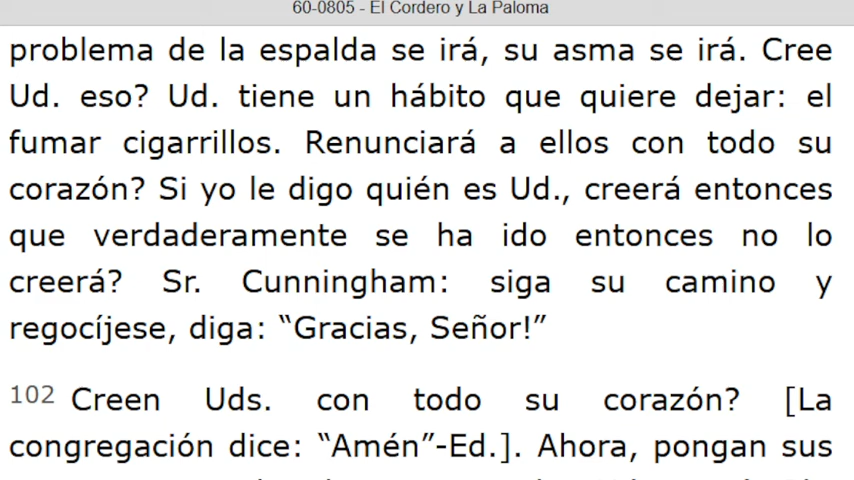 60-0805 - El Cordero y La Paloma
problema de la espalda se irá, su asma se irá. Cree
Ud. eso? Ud. tiene un hábito que quiere dejar: el
fumar cigarrillos. Renunciará a ellos con todo su
corazón? Si yo le digo quién es Ud., creerá entonces
que verdaderamente se ha ido entonces no lo
creerá? Sr. Cunningham: siga su camino y
regocíjese, diga: “Gracias, Señor!”
102 Creen Uds. con todo su corazón? [La
congregación dice: “Amén”-Ed.]. Ahora, pongan sus